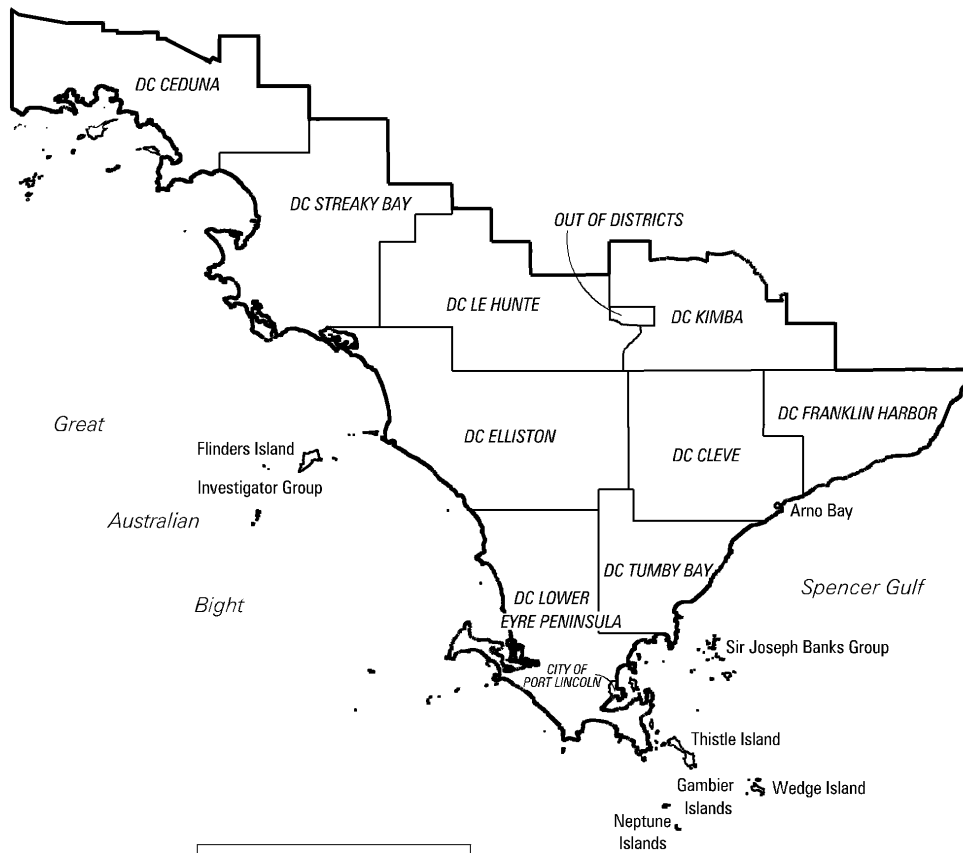 DC CEDUNA
DC STREAKY BAY
OUT OF DISTRICTS
DC LE HUNTE
DC KIMBA
DC FRANKLIN HARBOR
Great
DC ELLISTON
Flinders Island
DC CLEVE
Investigator Group
Arno Bay
Australian
DC TUMBY BAY
Spencer Gulf
Bight
DC LOWER
EYRE PENINSULA
Sir Joseph Banks Group
CITY OF
PORT LINCOLN
Thistle Island
Gambier
Islands
Wedge Island
Neptune
Islands